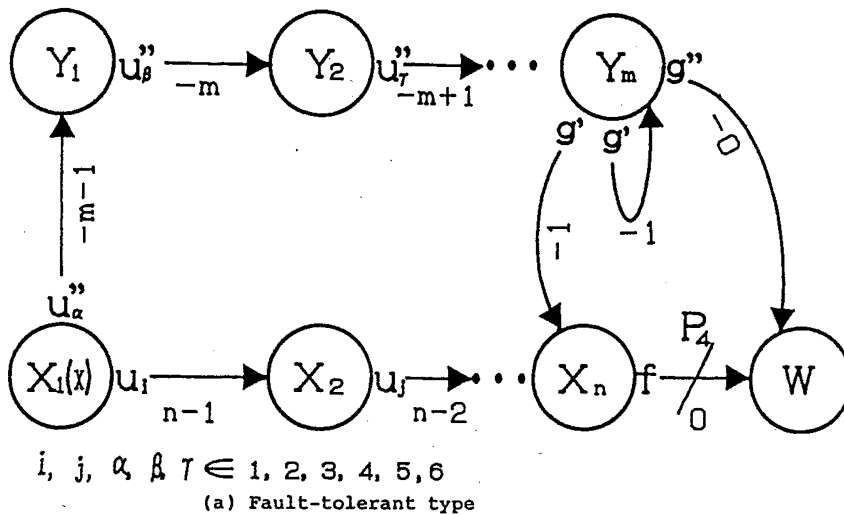 Y₁ u''ᵦ -m Y₂ u''ᵧ -m+1 ··· Yₘ g''
g' g' -0
-1 -1
-m-1
u''α P₄
X₁(X) u₁ n-1 X₂ uⱼ n-2 ··· Xₙ f 0 W
i, j, α, β, γ ∈ 1, 2, 3, 4, 5, 6
(a) Fault-tolerant type